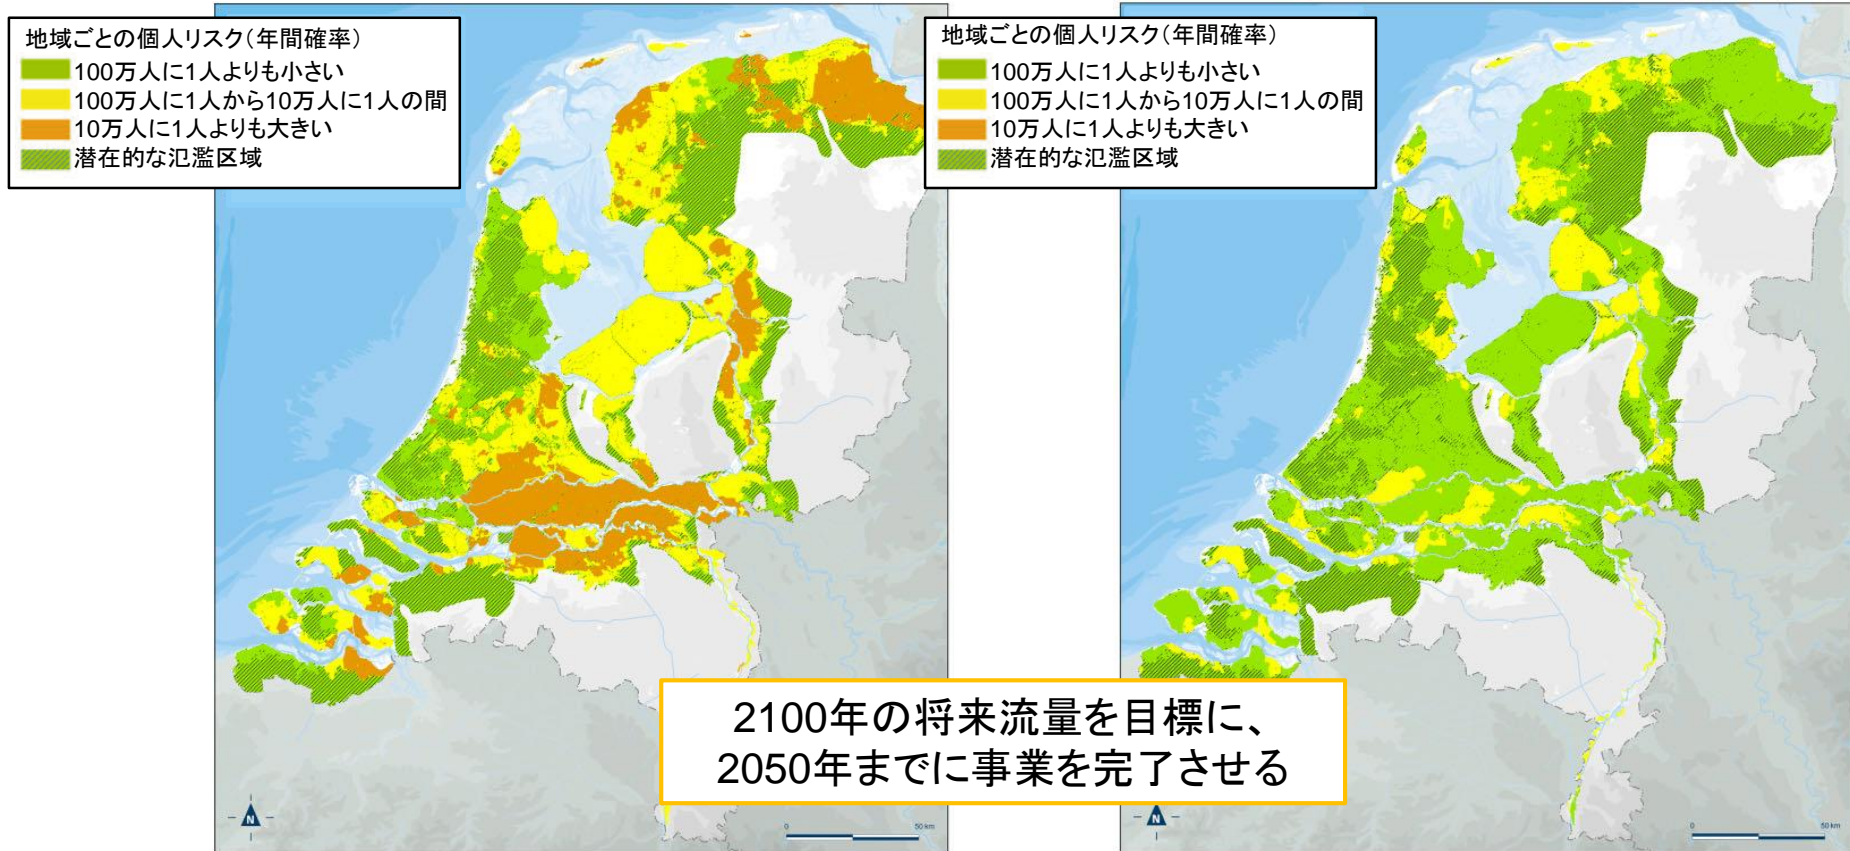 地域ごとの個人リスク(年間確率)
100万人に1人よりも小さい
100万人に1人から10万人に1人の間
10万人に1人よりも大きい
潜在的な氾濫区域
地域ごとの個人リスク(年間確率)
100万人に1人よりも小さい
100万人に1人から10万人に1人の間
10万人に1人よりも大きい
潜在的な氾濫区域
2100年の将来流量を目標に、
2050年までに事業を完了させる
N
0 50 km
N
0 50 km